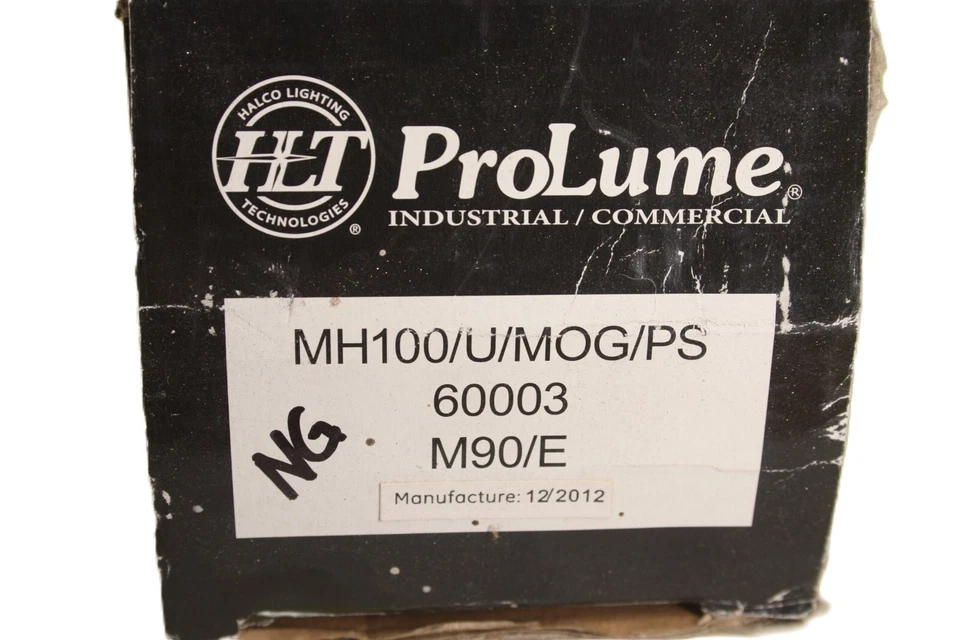 HALCO LIGHTING
HLT
TECHNOLOGIES
®
ProLume®
INDUSTRIAL / COMMERCIAL
MH100/U/MOG/PS
60003
M90/E
NG
Manufacture: 12/2012